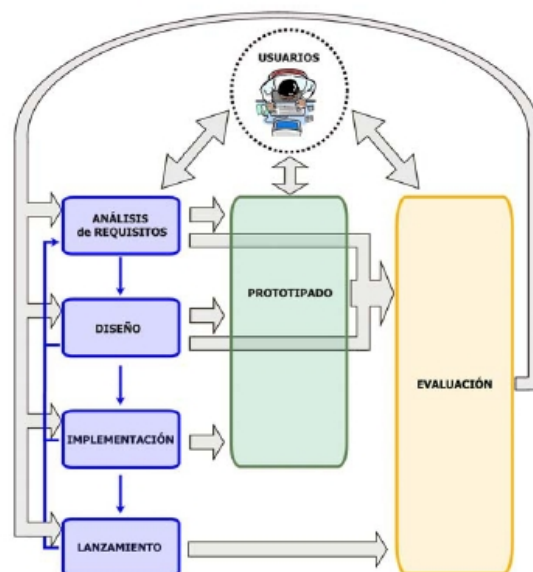 USUARIOS
ANÁLISIS
de REQUISITOS
PROTOTIPADO
DISEÑO
EVALUACIÓN
IMPLEMENTACIÓN
LANZAMIENTO